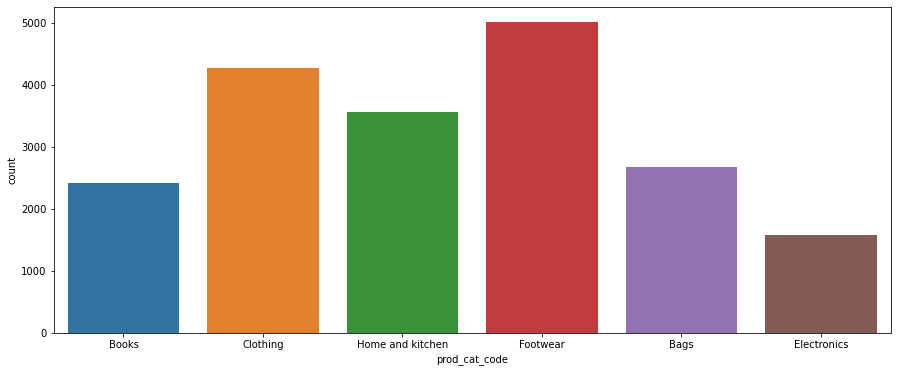 5000
4000
3000
2000
1000
0
count
Books Clothing Home and kitchen Footwear Bags Electronics
prod_cat_code